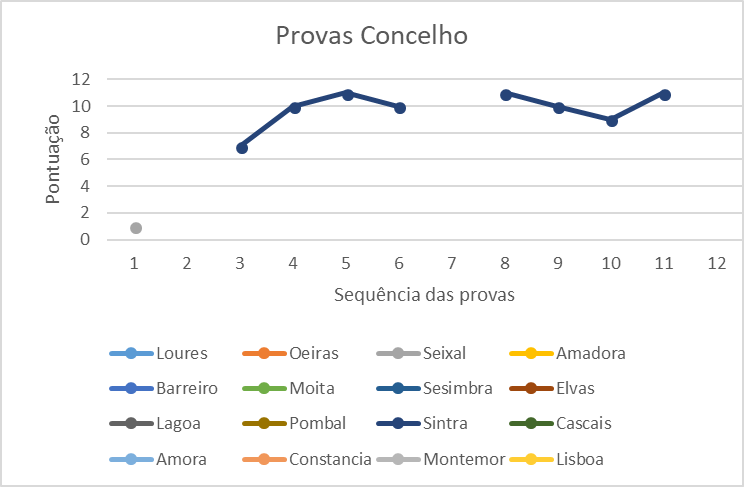 Provas Concelho
12
10
8
6
4
2
0
Pontuação
1 2 3 4 5 6 7 8 9 10 11 12
Sequência das provas
Loures Oeiras Seixal Amadora
Barreiro Moita Sesimbra Elvas
Lagoa Pombal Sintra Cascais
Amora Constancia Montemor Lisboa